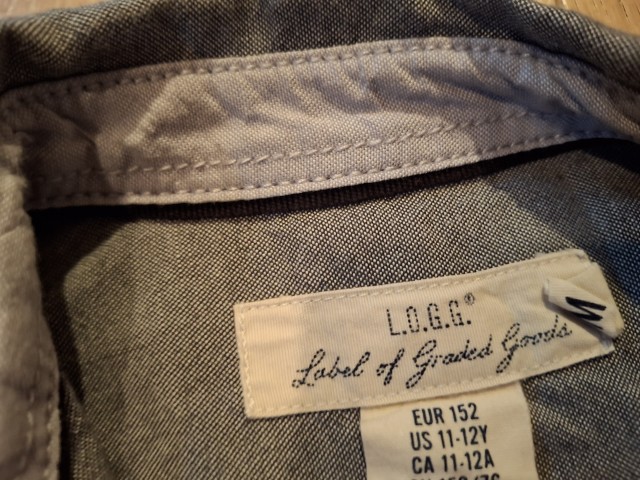 L.O.G.G.®
Label of Graded Goods
EUR 152
US 11-12Y
CA 11-12A